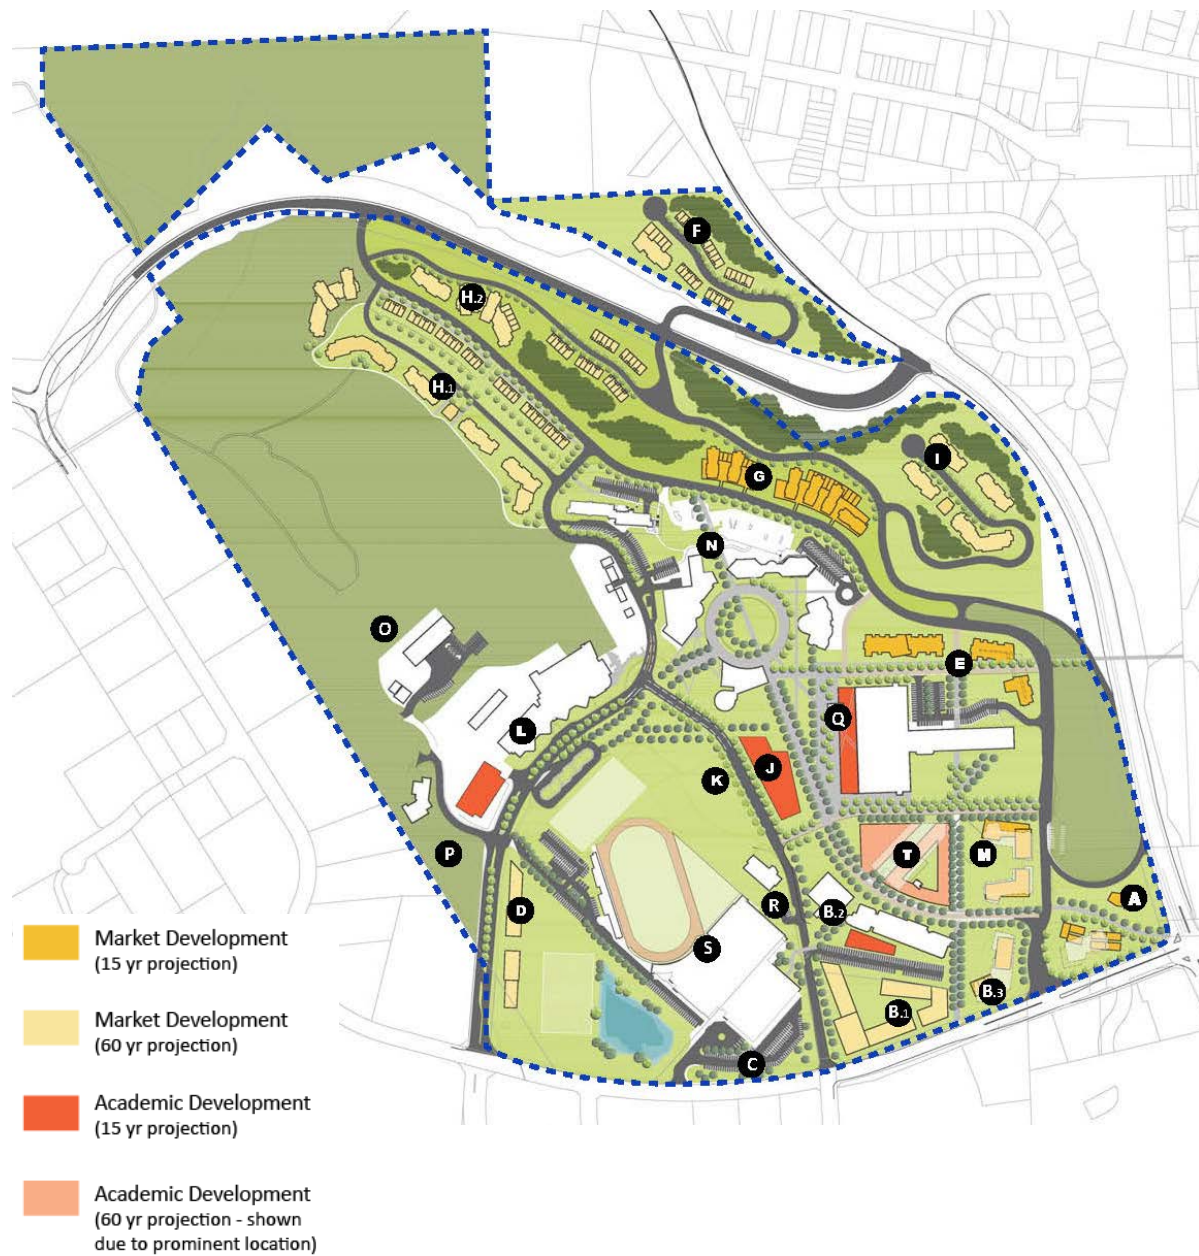 F
H.2
H.1
I
G
N
O
E
Q
L
J
K
P
T
M
D
A
R
B.2
S
B.3
B.1
C
Market Development
(15 yr projection)
Market Development
(60 yr projection)
Academic Development
(15 yr projection)
Academic Development
(60 yr projection - shown
due to prominent location)